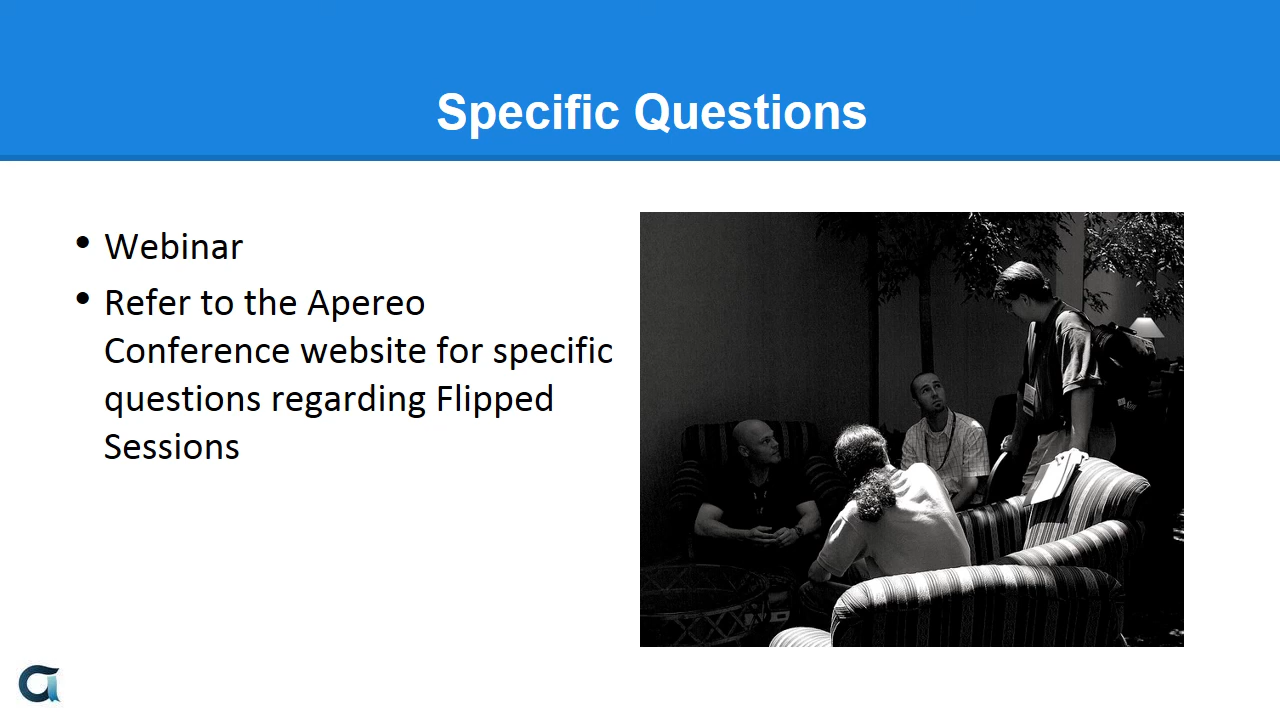 Specific Questions
• Webinar
• Refer to the Apereo
Conference website for specific
questions regarding Flipped
Sessions